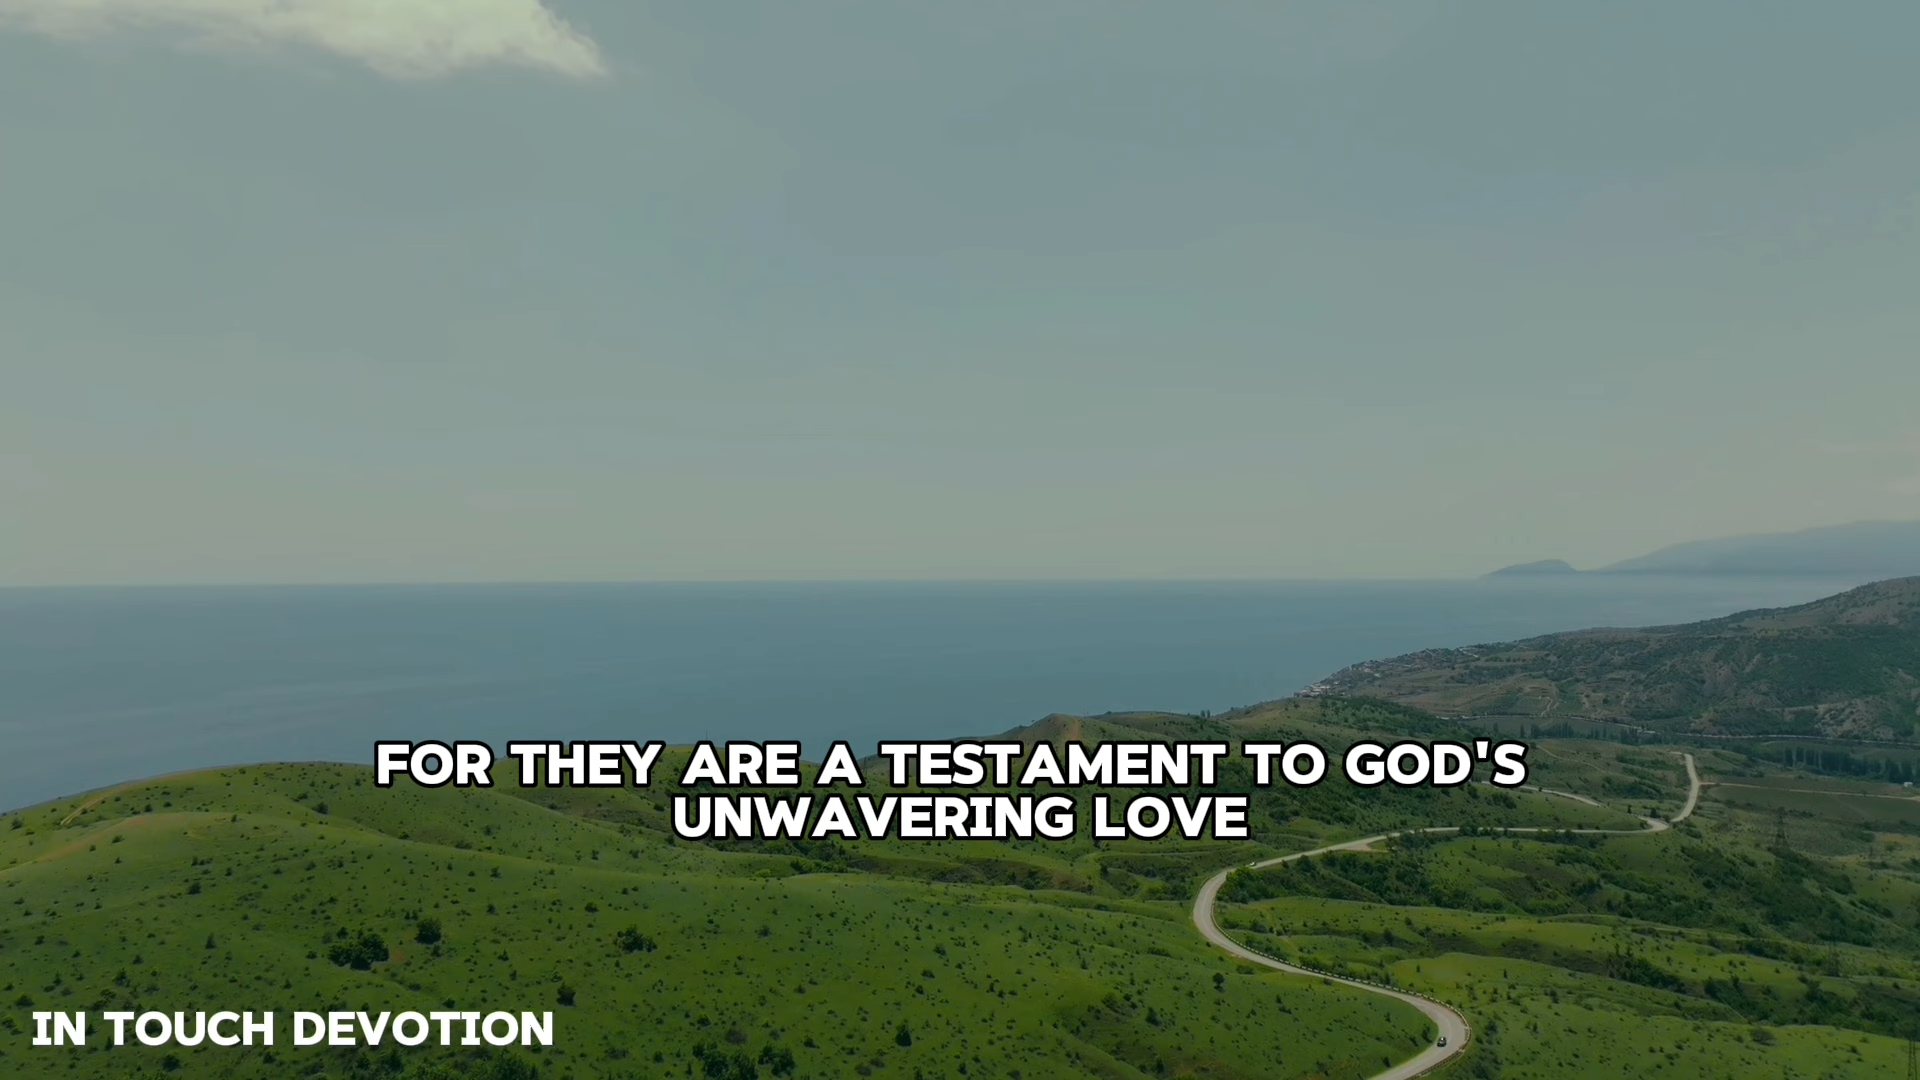 FOR THEY ARE A TESTAMENT TO GOD'S
UNWAVERING LOVE
IN TOUCH DEVOTION